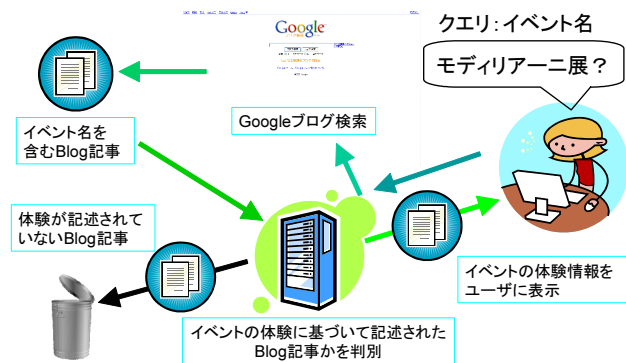 Google
クエリ：イベント名
モディリアーニ展？
Googleブログ検索
イベント名を
含むBlog記事
体験が記述されて
いないBlog記事
イベントの体験情報を
ユーザに表示
イベントの体験に基づいて記述された
Blog記事かを判別